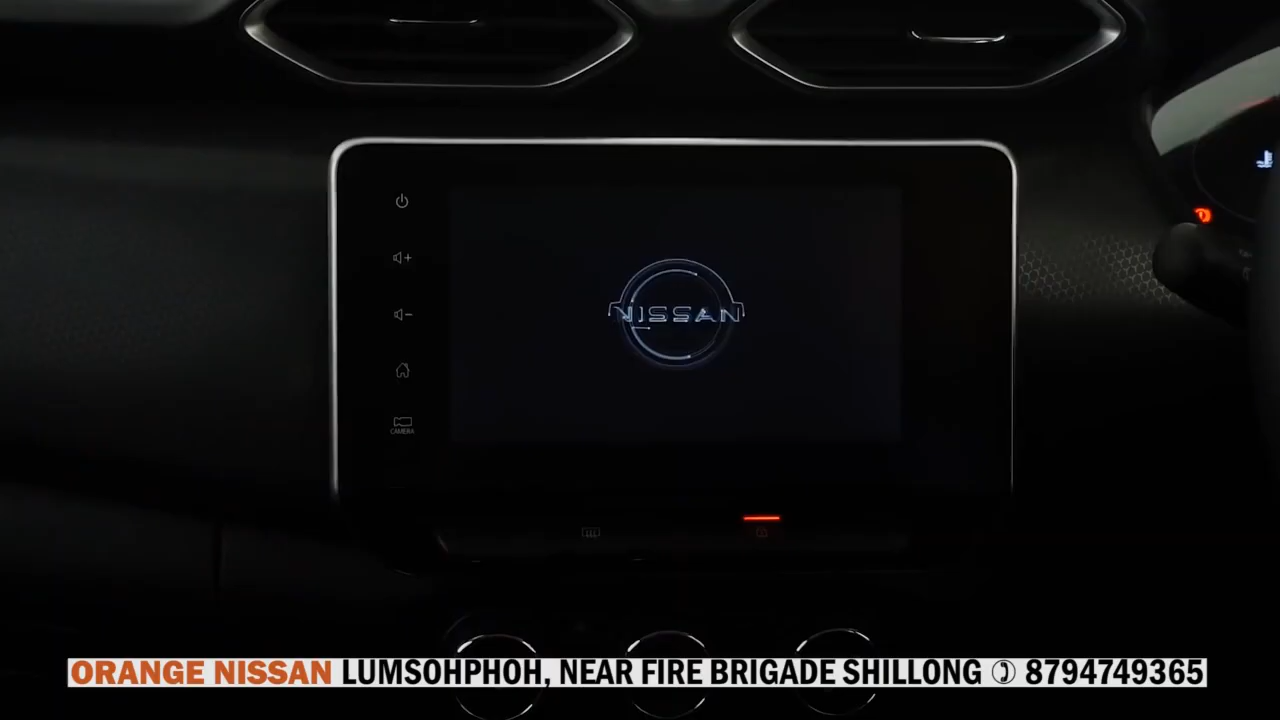 NISSAN
CAMERA
ORANGE NISSAN LUMSOHPHOH, NEAR FIRE BRIGADE SHILLONG ✆ 8794749365